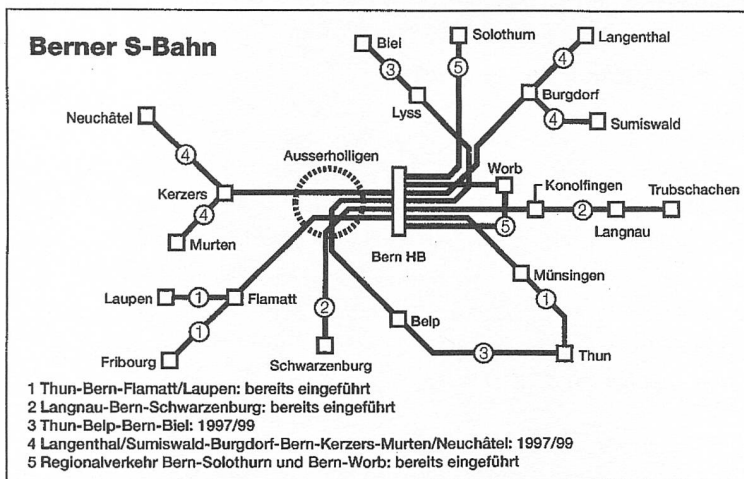 Berner S-Bahn
Biel
Solothurn
Langenthal
3
5
4
Lyss
Burgdorf
4
Sumiswald
Neuchâtel
4
Ausserholligen
Worb
Konolfingen
Trubschachen
Kerzers
4
Murten
2
Langnau
5
Bern HB
Münsingen
Laupen
1
Flamatt
2
1
1
Belp
Fribourg
Schwarzenburg
3
Thun
1 Thun-Bern-Flamatt/Laupen: bereits eingeführt
2 Langnau-Bern-Schwarzenburg: bereits eingeführt
3 Thun-Belp-Bern-Biel: 1997/99
4 Langenthal/Sumiswald-Burgdorf-Bern-Kerzers-Murten/Neuchâtel: 1997/99
5 Regionalverkehr Bern-Solothurn und Bern-Worb: bereits eingeführt